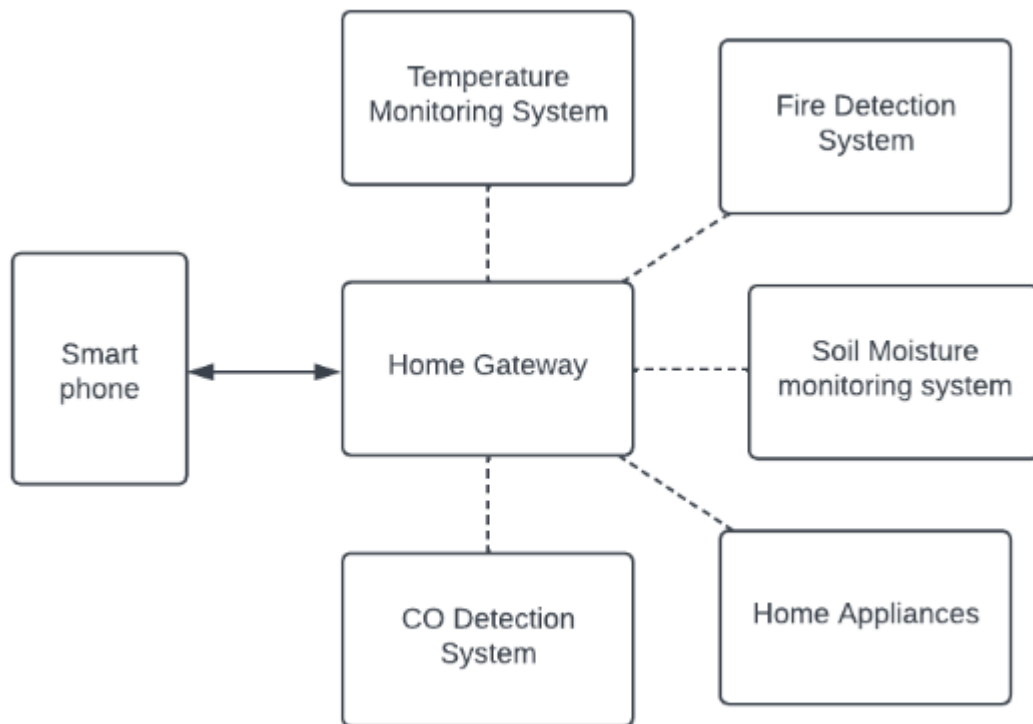 Temperature
Monitoring System
Fire Detection
System
Smart
phone
Home Gateway
Soil Moisture
monitoring system
CO Detection
System
Home Appliances